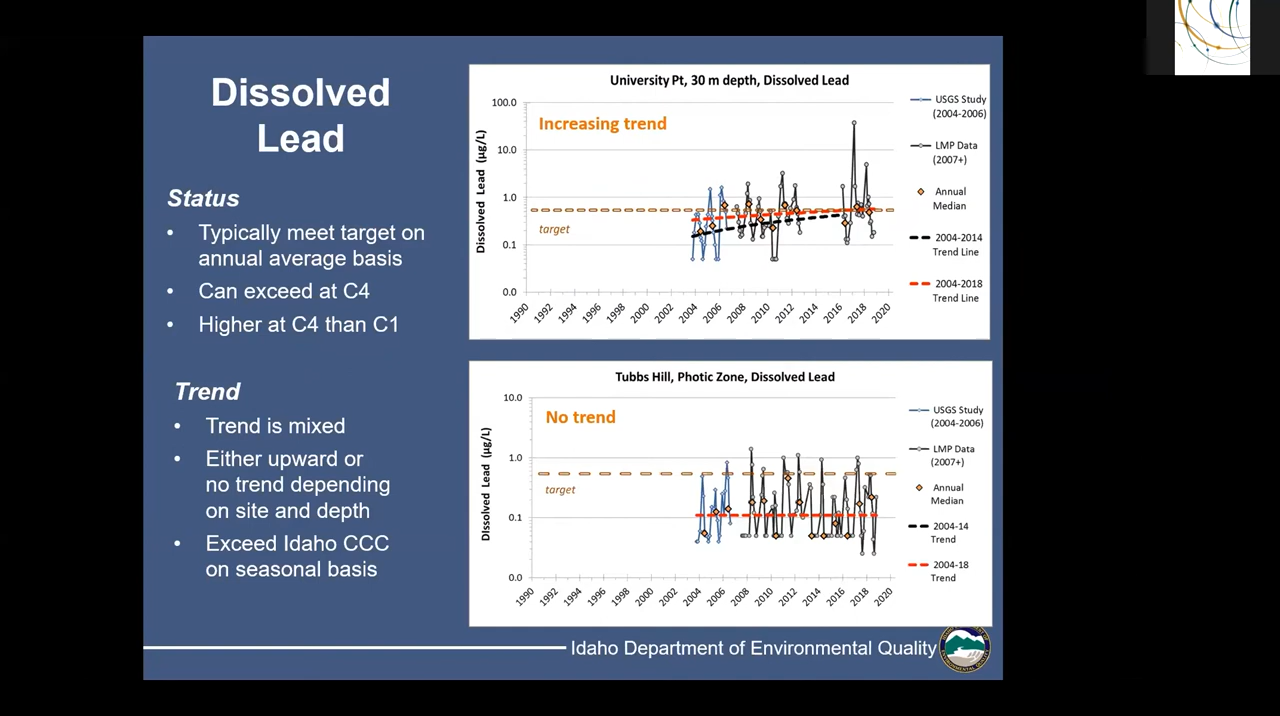 Dissolved
Lead
Status
• Typically meet target on
annual average basis
• Can exceed at C4
• Higher at C4 than C1
Trend
• Trend is mixed
• Either upward or
no trend depending
on site and depth
• Exceed Idaho CCC
on seasonal basis
University Pt, 30 m depth, Dissolved Lead
Dissolved Lead (µg/L)
100.0
10.0
1.0
0.1
0.0
Increasing trend
target
1990 1992 1994 1996 1998 2000 2002 2004 2006 2008 2010 2012 2014 2016 2018 2020
USGS Study
(2004-2006)
LMP Data
(2007+)
Annual
Median
2004-2014
Trend Line
2004-2018
Trend Line
Tubbs Hill, Photic Zone, Dissolved Lead
Dissolved Lead (µg/L)
10.0
1.0
0.1
0.0
No trend
target
1990 1992 1994 1996 1998 2000 2002 2004 2006 2008 2010 2012 2014 2016 2018 2020
USGS Study
(2004-2006)
LMP Data
(2007+)
Annual
Median
2004-14
Trend
2004-18
Trend
Idaho Department of Environmental Quality